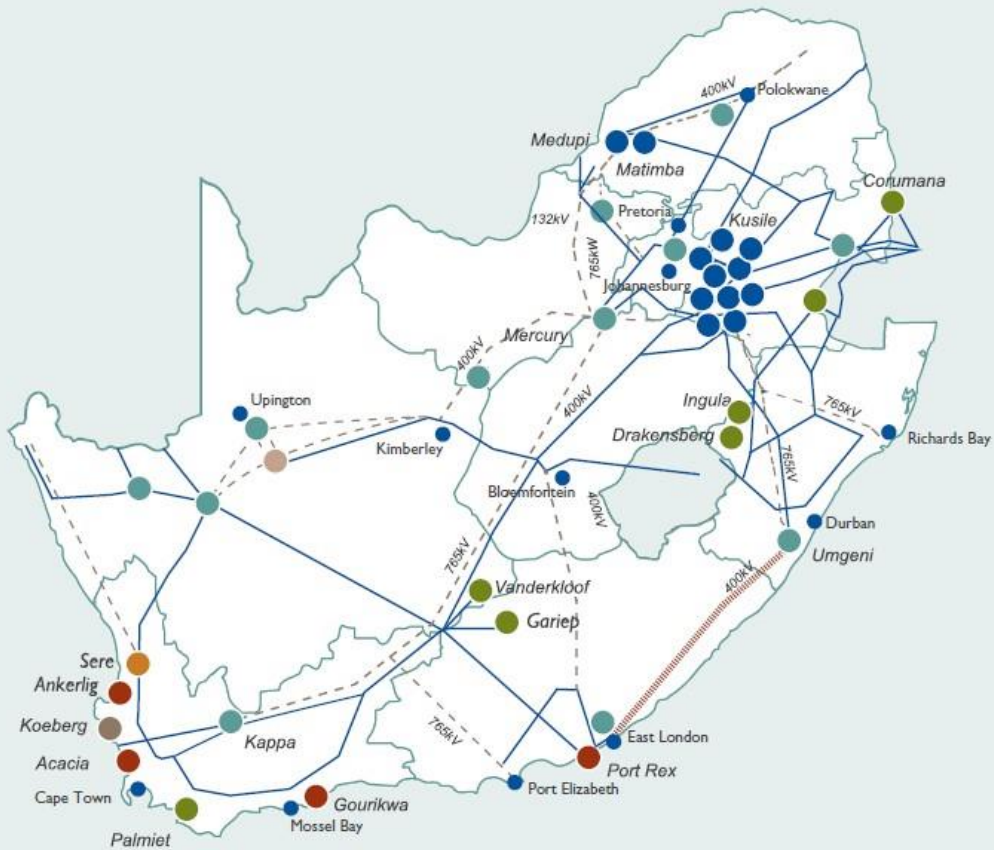 400kV
Polokwane
Medupi
Matimba
Corumana
132kV
Pretoria
Kusile
765kW
Johannesburg
Mercury
400kV
400kV
Upington
Ingula
765kV
Kimberley
Drakensberg
Richards Bay
765kV
Bloemfontein
400kV
Durban
Umgeni
765kV
400kV
Vanderkloof
Gariep
Sere
Ankerlig
Koeberg
Kappa
765kV
East London
Acacia
Port Rex
Cape Town
Gourikwa
Port Elizabeth
Mossel Bay
Palmiet